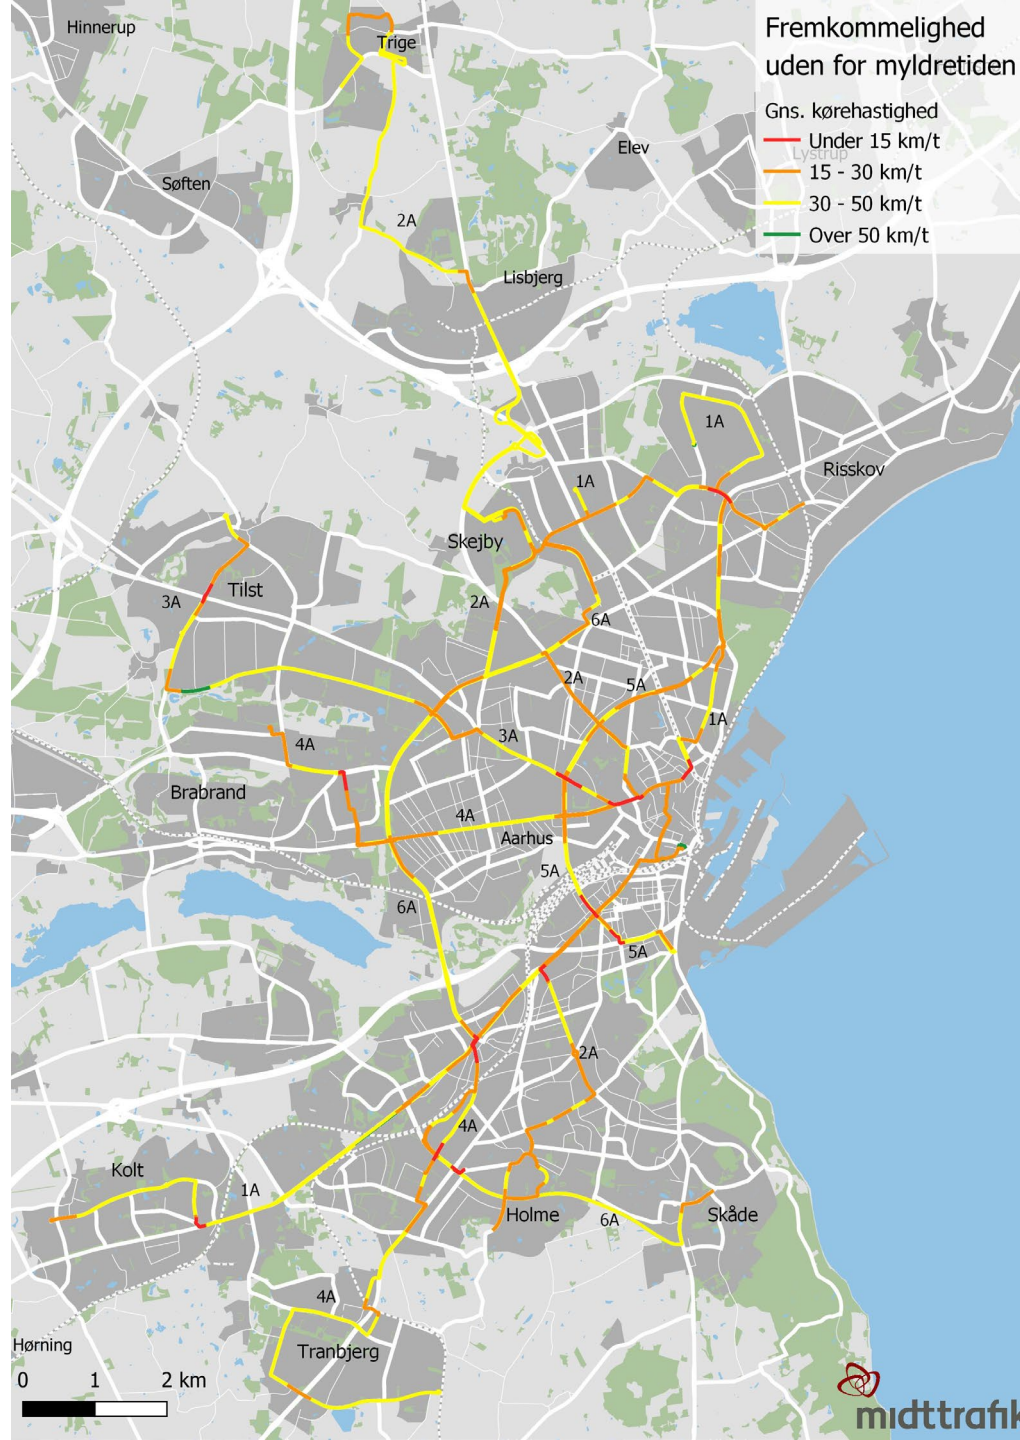 Hinnerup
Trige
Fremkommelighed
uden for myldretiden
Gns. kørehastighed
Under 15 km/t
Lystrup
15 - 30 km/t
30 - 50 km/t
Over 50 km/t
Elev
Søften
2A
Lisbjerg
1A
Risskov
1A
Skejby
Tilst
3A
2A
6A
2A
5A
1A
3A
4A
Brabrand
4A
Aarhus
5A
6A
5A
2A
4A
Kolt
1A
Holme
6A
Skåde
4A
Tranbjerg
Hørning
0 1 2 km
midttrafik